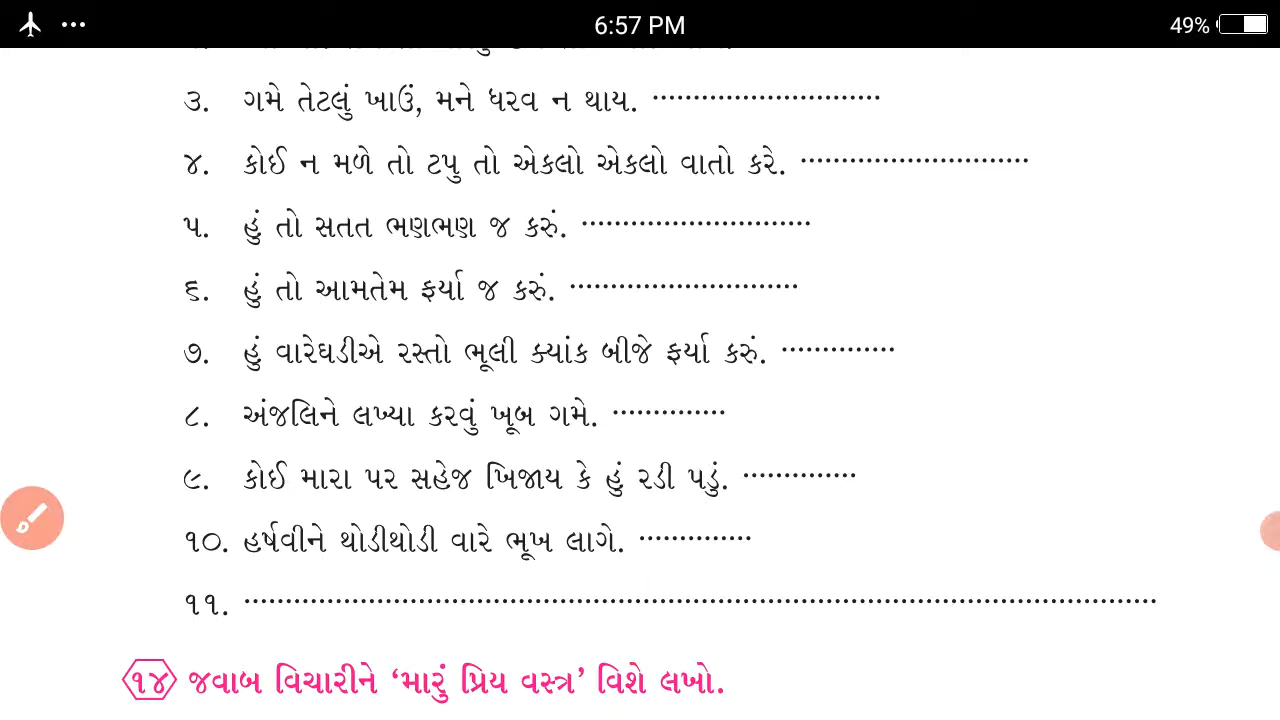 6:57 PM
49%
૩. ગમે તેટલું ખાઉં, મને ધરવ ન થાય. ...........................
૪. કોઈ ન મળે તો ટપુ તો એકલો એકલો વાતો કરે. ...........................
૫. હું તો સતત ભણભણ જ કરું. ...........................
૬. હું તો આમતેમ ફર્યા જ કરું. ...........................
૭. હું વારેઘડીએ રસ્તો ભૂલી ક્યાંક બીજે ફર્યા કરું. ..............
૮. અંજલિને લખ્યા કરવું ખૂબ ગમે. ..............
૯. કોઈ મારા પર સહેજ ખિજાય કે હું રડી પડું. ..............
૧૦. હર્ષવીને થોડીથોડી વારે ભૂખ લાગે. ..............
૧૧. ..............................................................................................................
૧૪ જવાબ વિચારીને ‘મારું પ્રિય વસ્ત્ર’ વિશે લખો.